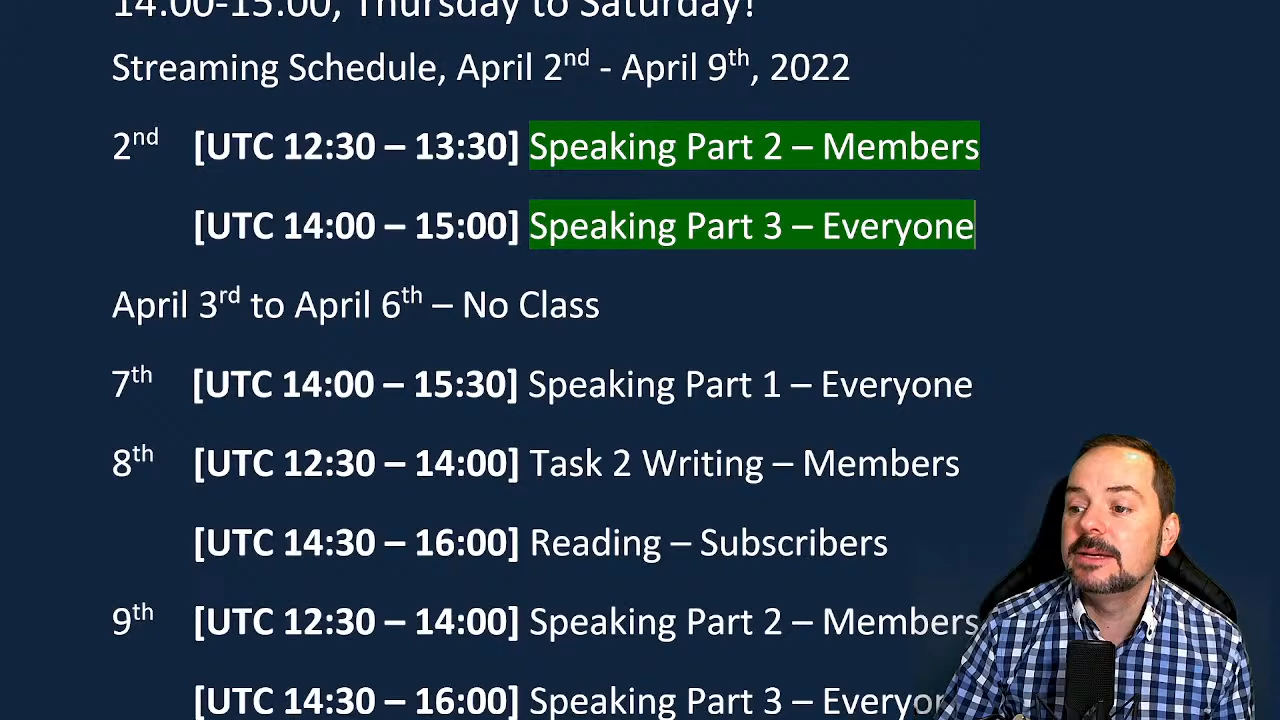 14.00-15.00, Thursday to Saturday!
Streaming Schedule, April 2nd - April 9th, 2022
2nd [UTC 12:30 – 13:30] Speaking Part 2 – Members
[UTC 14:00 – 15:00] Speaking Part 3 – Everyone
April 3rd to April 6th – No Class
7th [UTC 14:00 – 15:30] Speaking Part 1 – Everyone
8th [UTC 12:30 – 14:00] Task 2 Writing – Members
[UTC 14:30 – 16:00] Reading – Subscribers
9th [UTC 12:30 – 14:00] Speaking Part 2 – Members
[UTC 14:30 – 16:00] Speaking Part 3 – Everyon